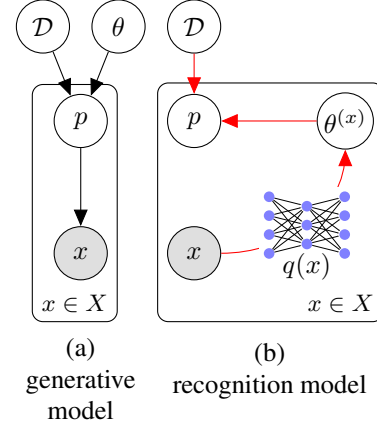 𝒟 θ 𝒟
p p θ^{(x)}
x x q(x)
x ∈ X x ∈ X
(a) (b)
generative recognition model
model